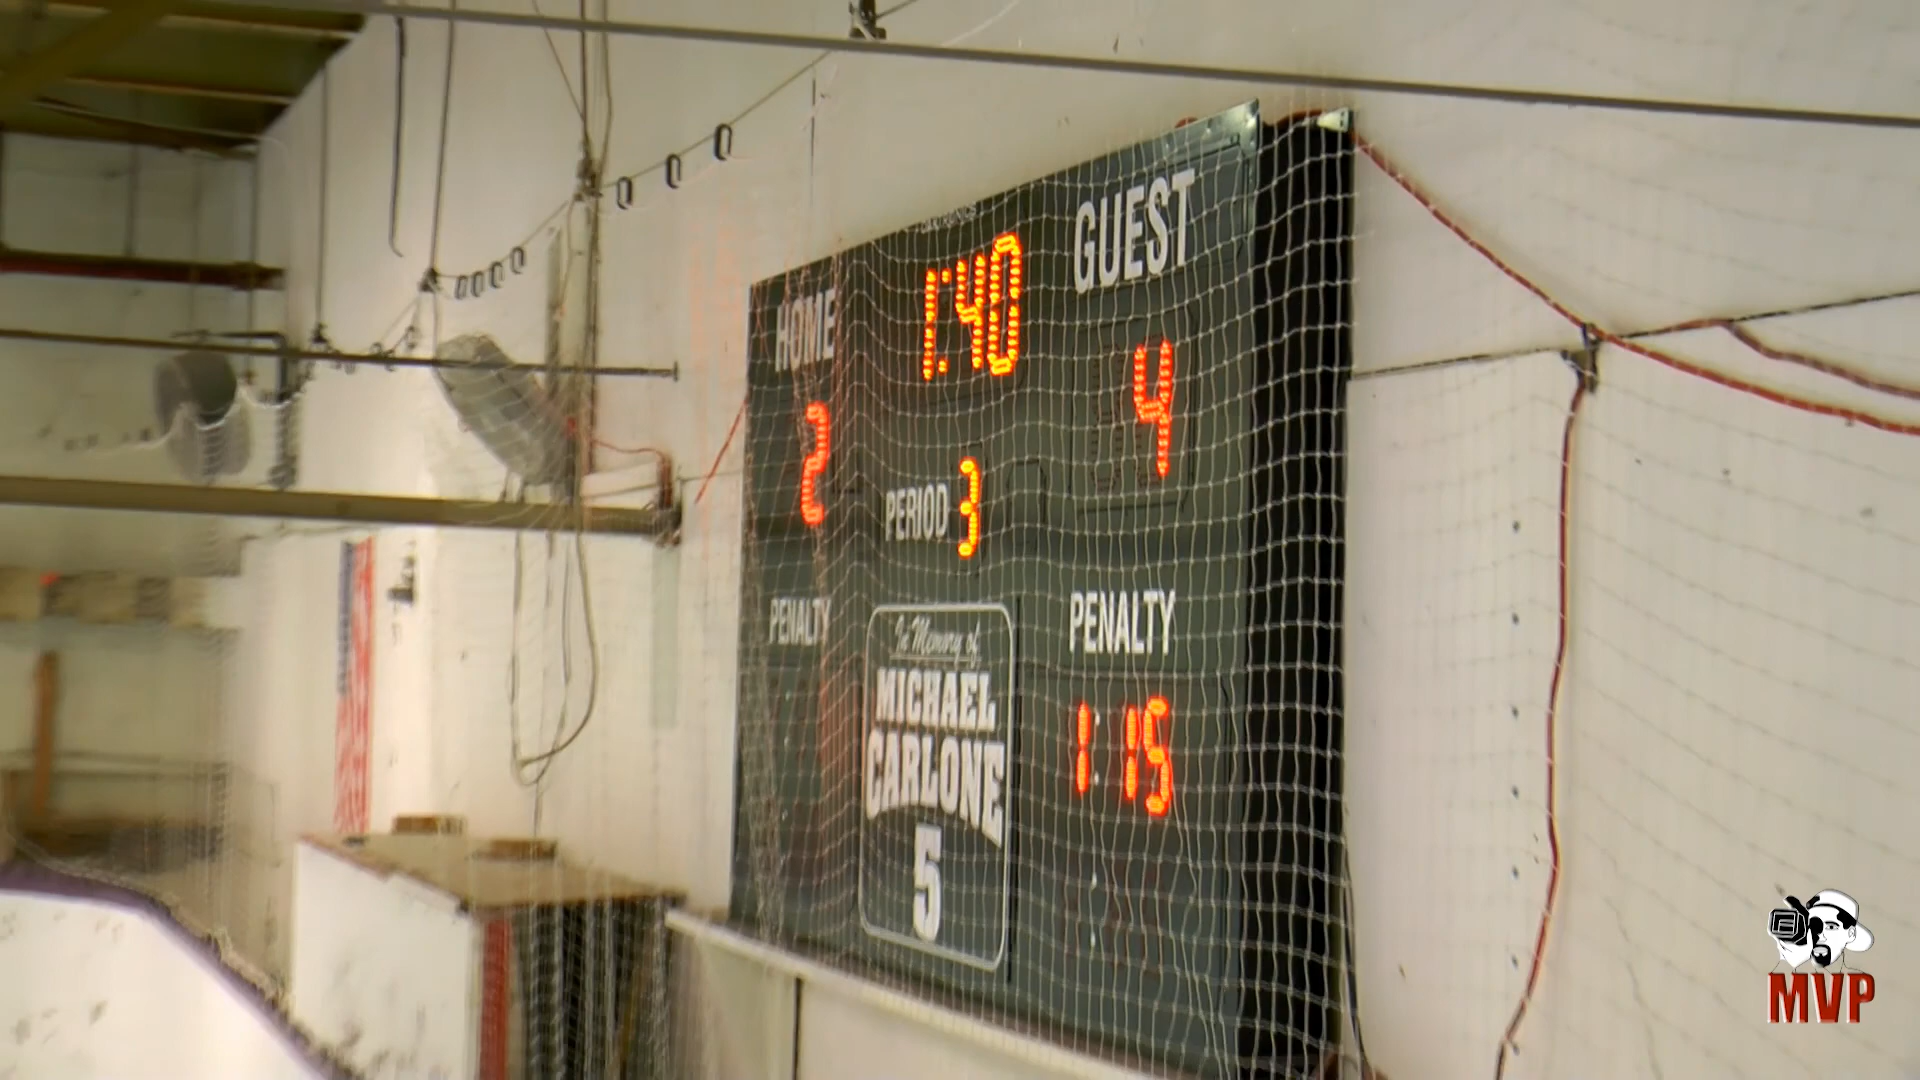 HOME
1:40
GUEST
2
4
PERIOD 3
PENALTY
PENALTY
In Memory of
MICHAEL
CARLONE
5
1:15
MVP